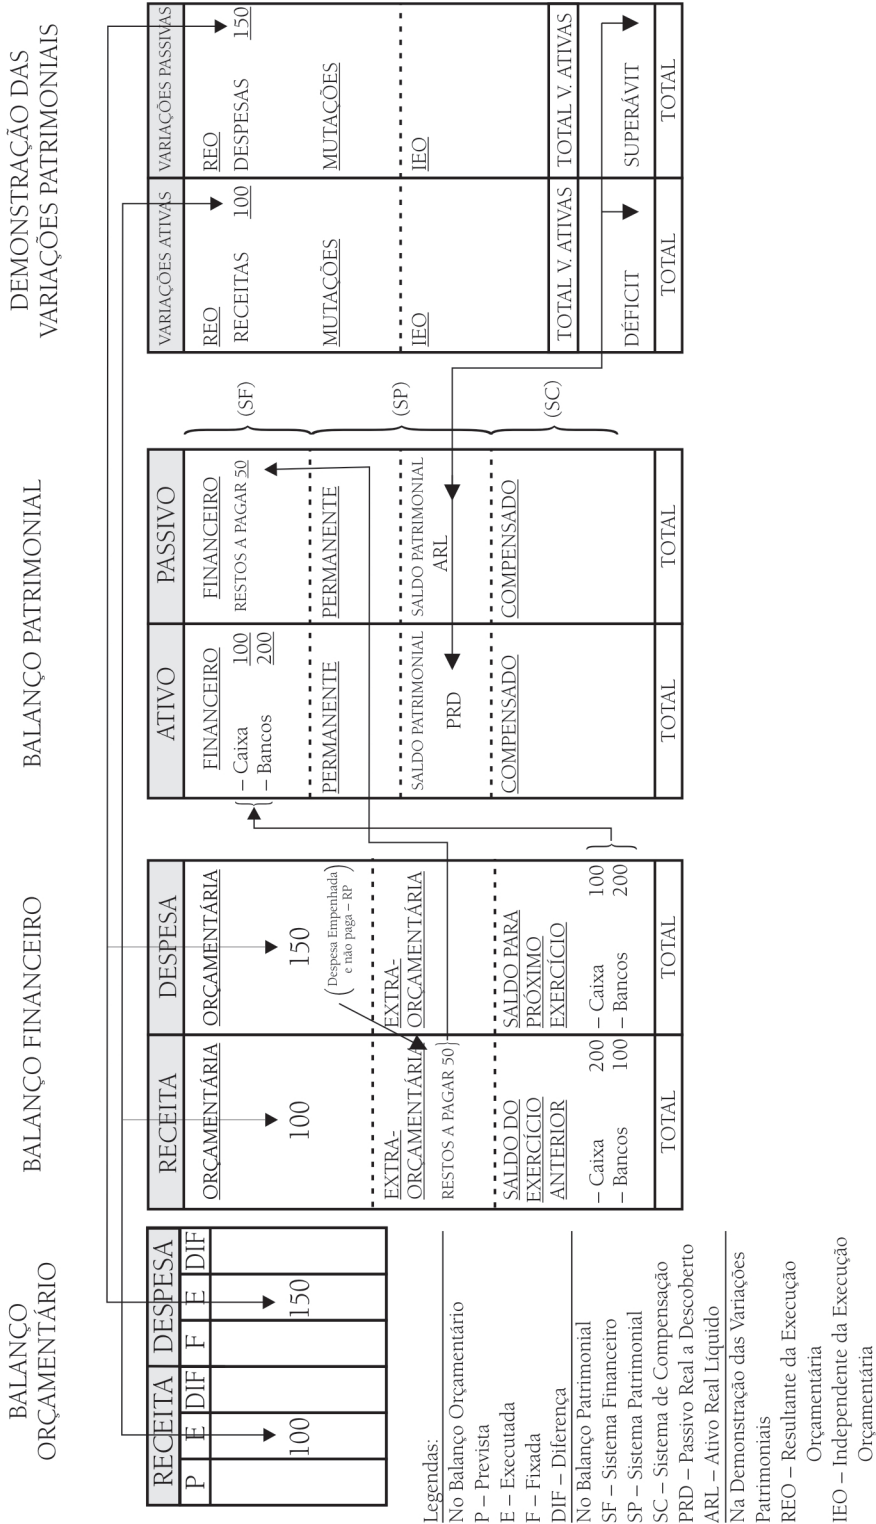 BALANÇO
ORÇAMENTÁRIO
RECEITA DESPESA
P E DIF F E DIF
100 150
BALANÇO FINANCEIRO
RECEITA DESPESA
ORÇAMENTÁRIA ORÇAMENTÁRIA
100 150
(Despesa Empenhada
e não paga – RP)
EXTRA-
ORÇAMENTÁRIA
RESTOS A PAGAR 50
EXTRA-
ORÇAMENTÁRIA
SALDO DO
EXERCÍCIO
ANTERIOR
– Caixa 200
– Bancos 100
SALDO PARA
PRÓXIMO
EXERCÍCIO
– Caixa 100
– Bancos 200
TOTAL TOTAL
BALANÇO PATRIMONIAL
ATIVO PASSIVO
FINANCEIRO
– Caixa 100
– Bancos 200
FINANCEIRO
RESTOS A PAGAR 50
(SF)
PERMANENTE PERMANENTE
(SP)
SALDO PATRIMONIAL SALDO PATRIMONIAL
PRD ARL
COMPENSADO COMPENSADO
(SC)
TOTAL TOTAL
DEMONSTRAÇÃO DAS
VARIAÇÕES PATRIMONIAIS
VARIAÇÕES ATIVAS VARIAÇÕES PASSIVAS
REO REO
RECEITAS 100 DESPESAS 150
MUTAÇÕES MUTAÇÕES
IEO IEO
TOTAL V. ATIVAS TOTAL V. ATIVAS
DÉFICIT SUPERÁVIT
TOTAL TOTAL
Legendas:
No Balanço Orçamentário
P – Prevista
E – Executada
F – Fixada
DIF – Diferença
No Balanço Patrimonial
SF – Sistema Financeiro
SP – Sistema Patrimonial
SC – Sistema de Compensação
PRD – Passivo Real a Descoberto
ARL – Ativo Real Líquido
Na Demonstração das Variações
Patrimoniais
REO – Resultante da Execução
Orçamentária
IEO – Independente da Execução
Orçamentária